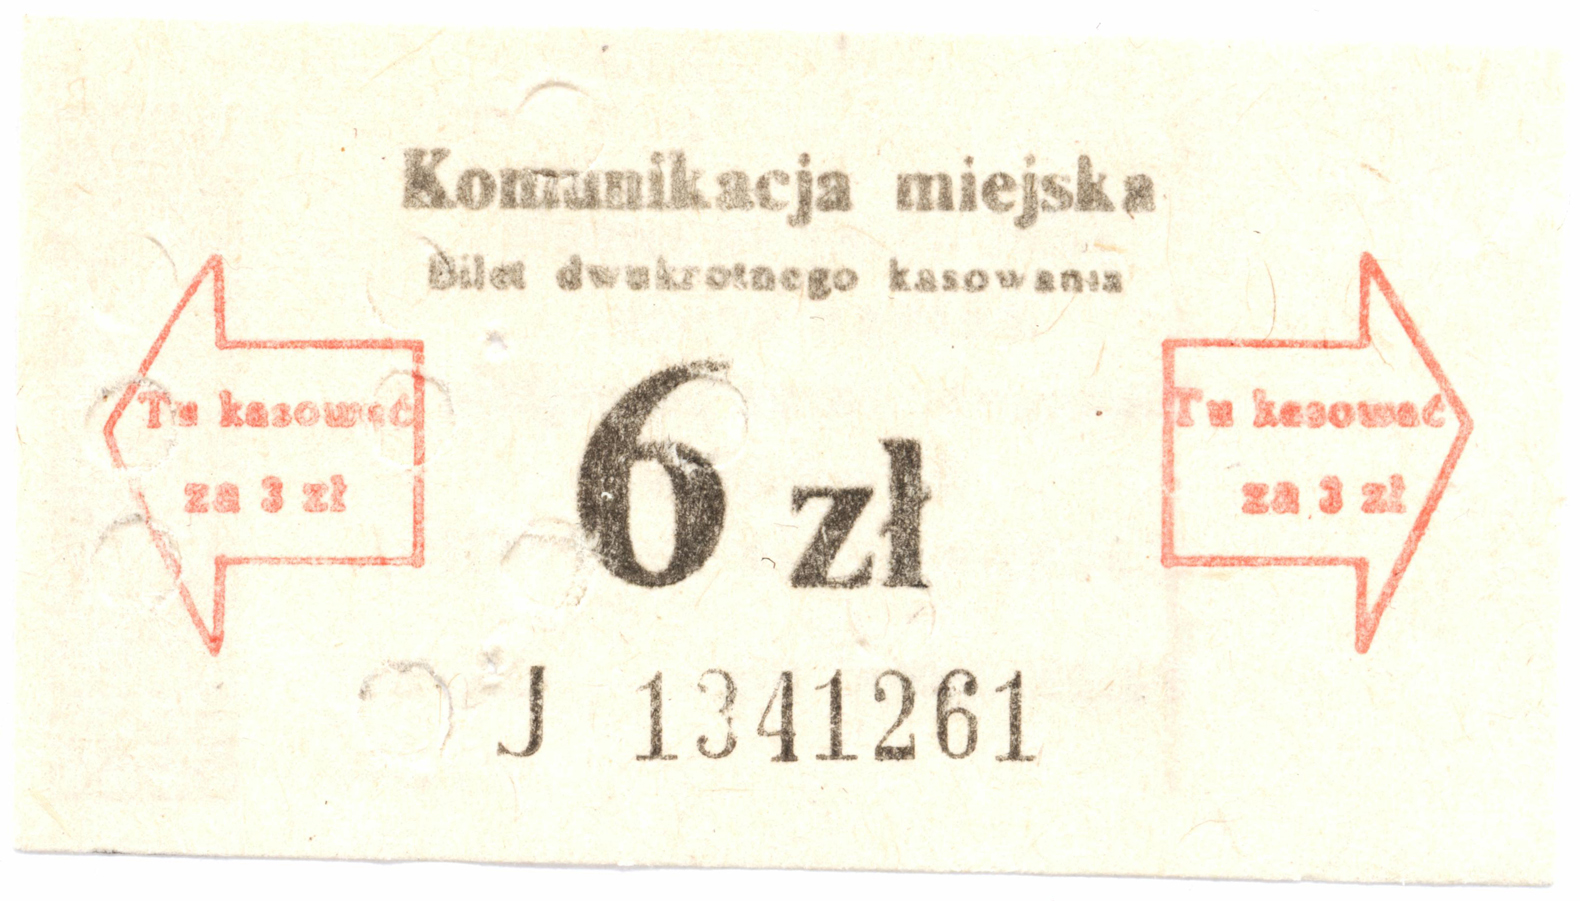 Komunikacja miejska
Bilet dwukrotnego kasowania
Tu kasować
za 3 zł
6 zł
Tu kasować
za 3 zł
J 1341261